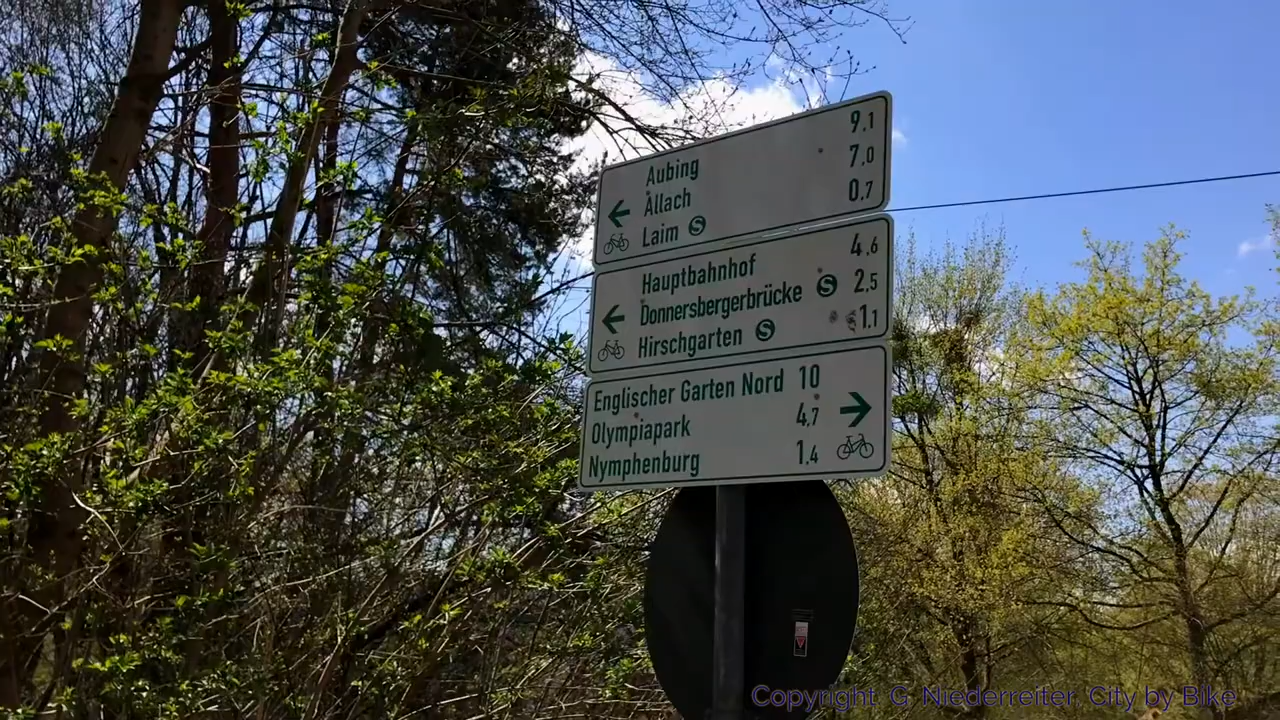 Aubing 9,1
Allach 7,0
Laim S 0,7
Hauptbahnhof 4,6
Donnersbergerbrücke S 2,5
Hirschgarten S 1,1
Englischer Garten Nord 10
Olympiapark 4,7
Nymphenburg 1,4
Copyright G Niederreiter, City by Bike